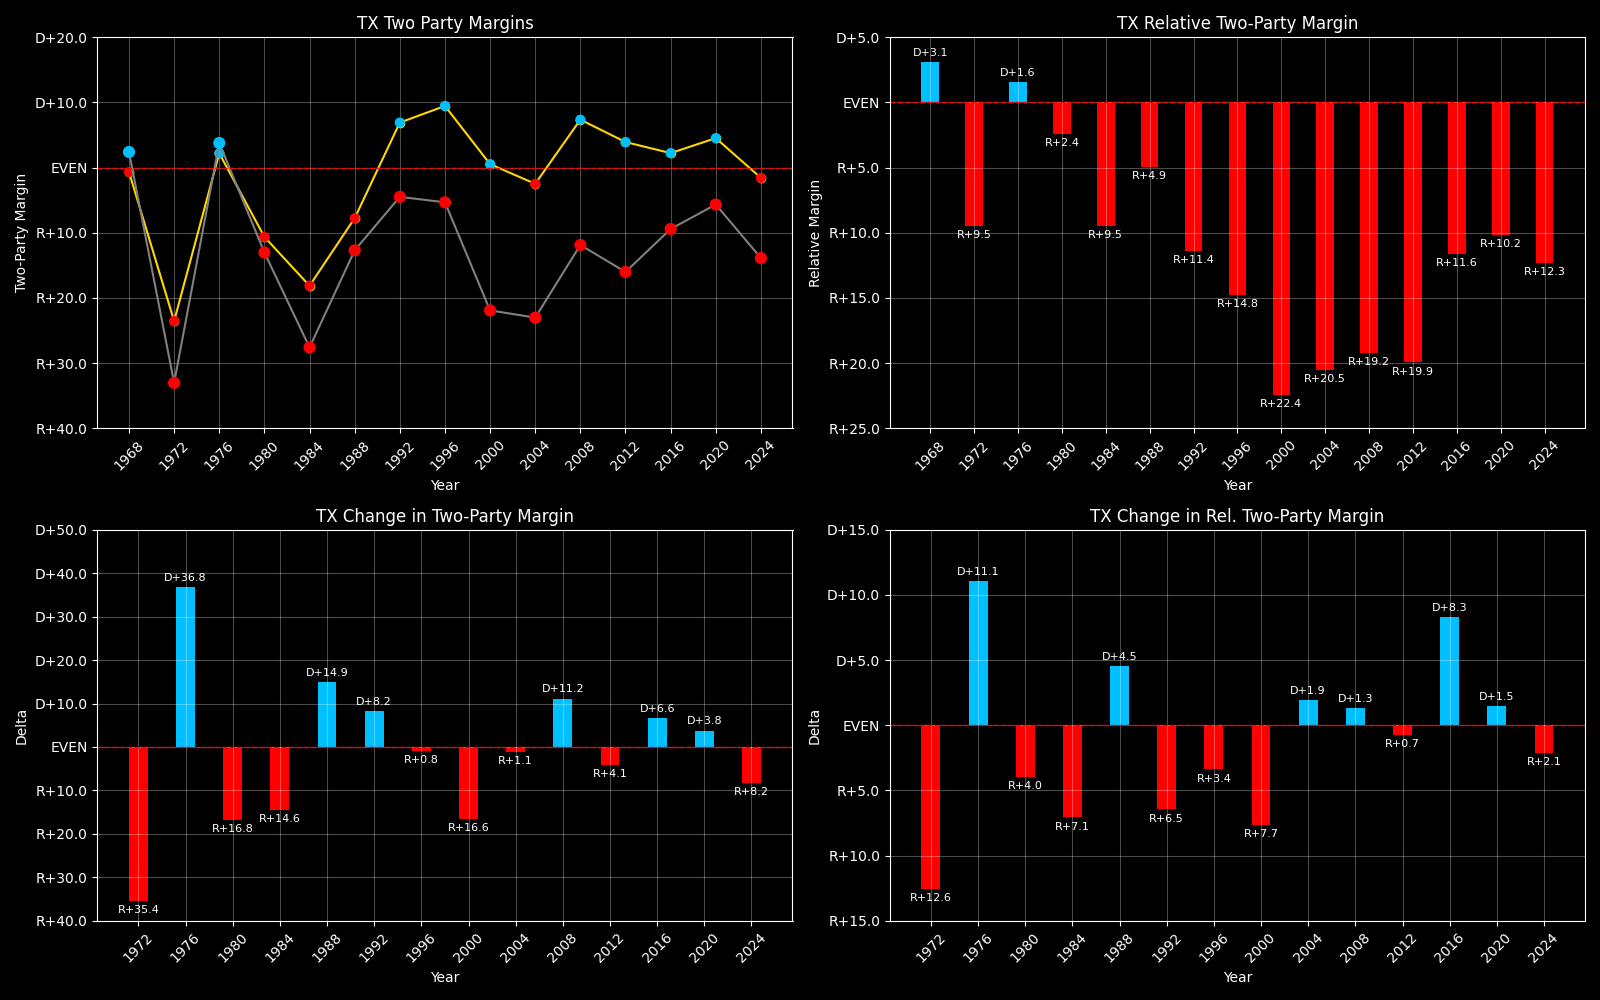 TX Two Party Margins
D+20.0
D+10.0
EVEN
R+10.0
R+20.0
R+30.0
R+40.0
Two-Party Margin
1968
1972
1976
1980
1984
1988
1992
1996
2000
2004
2008
2012
2016
2020
2024
Year
TX Relative Two-Party Margin
D+5.0
EVEN
R+5.0
R+10.0
R+15.0
R+20.0
R+25.0
Relative Margin
D+3.1
R+9.5
D+1.6
R+2.4
R+9.5
R+4.9
R+11.4
R+14.8
R+22.4
R+20.5
R+19.2
R+19.9
R+11.6
R+10.2
R+12.3
1968
1972
1976
1980
1984
1988
1992
1996
2000
2004
2008
2012
2016
2020
2024
Year
TX Change in Two-Party Margin
D+50.0
D+40.0
D+30.0
D+20.0
D+10.0
EVEN
R+10.0
R+20.0
R+30.0
R+40.0
Delta
R+35.4
D+36.8
R+16.8
R+14.6
D+14.9
D+8.2
R+0.8
R+16.6
R+1.1
D+11.2
R+4.1
D+6.6
D+3.8
R+8.2
1972
1976
1980
1984
1988
1992
1996
2000
2004
2008
2012
2016
2020
2024
Year
TX Change in Rel. Two-Party Margin
D+15.0
D+10.0
D+5.0
EVEN
R+5.0
R+10.0
R+15.0
Delta
R+12.6
D+11.1
R+4.0
R+7.1
D+4.5
R+6.5
R+3.4
R+7.7
D+1.9
D+1.3
R+0.7
D+8.3
D+1.5
R+2.1
1972
1976
1980
1984
1988
1992
1996
2000
2004
2008
2012
2016
2020
2024
Year